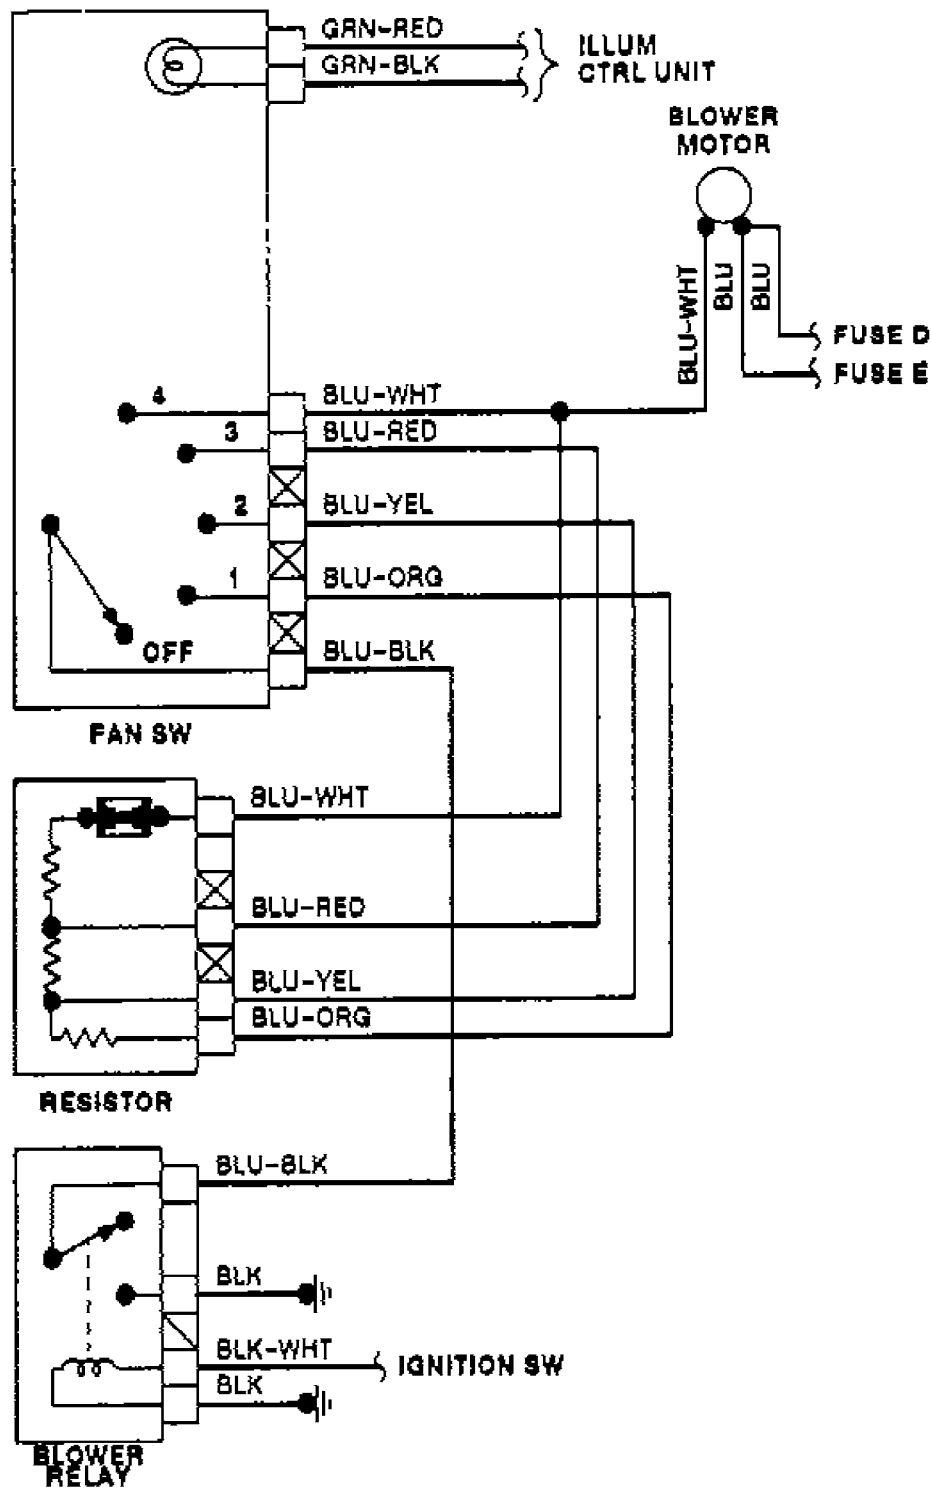 GRN-RED
GRN-BLK
ILLUM
CTRL UNIT
BLOWER
MOTOR
BLU-WHT
BLU
BLU
FUSE D
FUSE E
4
BLU-WHT
3
BLU-RED
2
BLU-YEL
1
BLU-ORG
OFF
BLU-BLK
FAN SW
BLU-WHT
BLU-RED
BLU-YEL
BLU-ORG
RESISTOR
BLU-BLK
BLK
BLK-WHT
IGNITION SW
BLK
BLOWER
RELAY